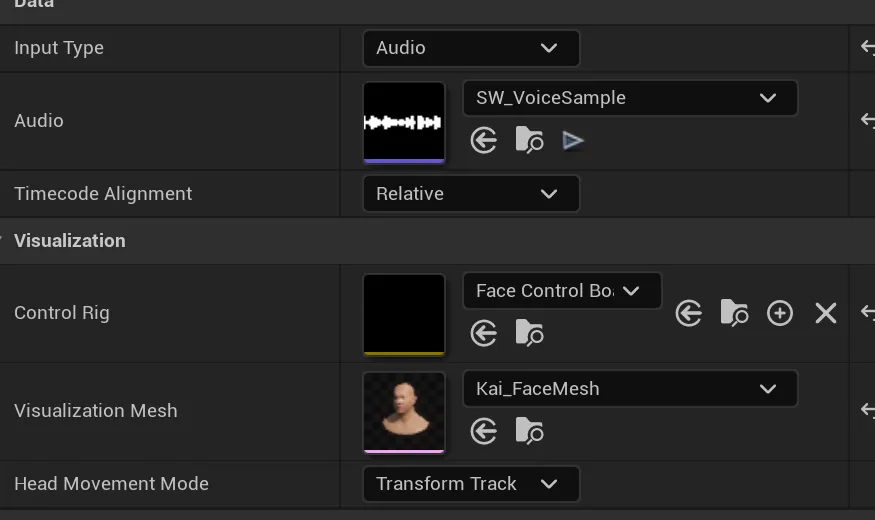 Data
Input Type
Audio
Audio
SW_VoiceSample
Timecode Alignment
Relative
Visualization
Control Rig
Face Control Boa
Visualization Mesh
Kai_FaceMesh
Head Movement Mode
Transform Track